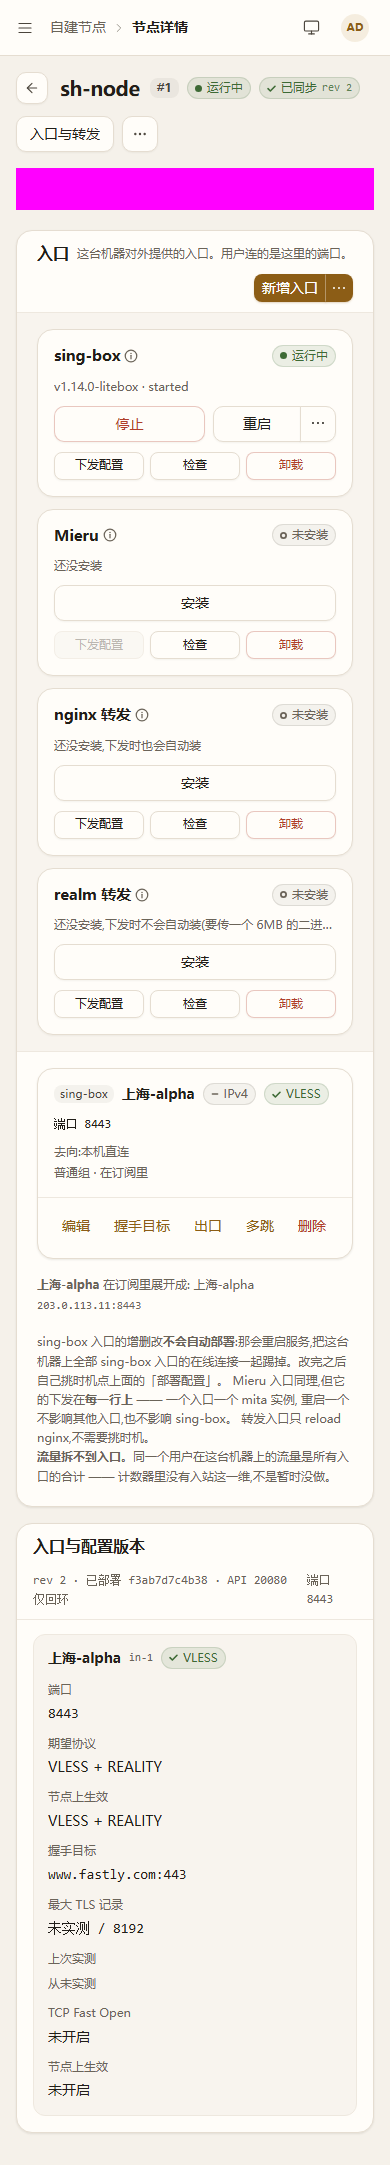 自建节点 > 节点详情 AD
sh-node #1 运行中 已同步 rev 2
入口与转发 ···
入口 这台机器对外提供的入口。用户连的是这里的端口。
新增入口 ···
sing-box 运行中
v1.14.0-litebox · started
停止 重启 ···
下发配置 检查 卸载
Mieru 未安装
还没安装
安装
下发配置 检查 卸载
nginx 转发 未安装
还没安装,下发时也会自动装
安装
下发配置 检查 卸载
realm 转发 未安装
还没安装,下发时不会自动装(要传一个 6MB 的二进...
安装
下发配置 检查 卸载
sing-box 上海-alpha IPv4 VLESS
端口 8443
去向:本机直连
普通组 · 在订阅里
编辑 握手目标 出口 多跳 删除
上海-alpha 在订阅里展开成: 上海-alpha
203.0.113.11:8443
sing-box 入口的增删改不会自动部署:那会重启服务,把这台
机器上全部 sing-box 入口的在线连接一起踢掉。改完之后
自己挑时机点上面的「部署配置」。 Mieru 入口同理,但它
的下发在每一行上 —— 一个入口一个 mita 实例, 重启一个
不影响其他入口,也不影响 sing-box。 转发入口只 reload
nginx,不需要挑时机。
流量拆不到入口。同一个用户在这台机器上的流量是所有入
口的合计 —— 计数器里没有入站这一维,不是暂时没做。
入口与配置版本
rev 2 · 已部署 f3ab7d7c4b38 · API 20080 端口
仅回环 8443
上海-alpha in-1 VLESS
端口
8443
期望协议
VLESS + REALITY
节点上生效
VLESS + REALITY
握手目标
www.fastly.com:443
最大 TLS 记录
未实测 / 8192
上次实测
从未实测
TCP Fast Open
未开启
节点上生效
未开启